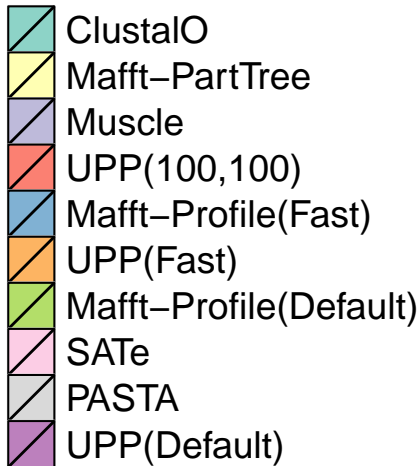 ClustalO
Mafft−PartTree
Muscle
UPP(100,100)
Mafft−Profile(Fast)
UPP(Fast)
Mafft−Profile(Default)
SATe
PASTA
UPP(Default)